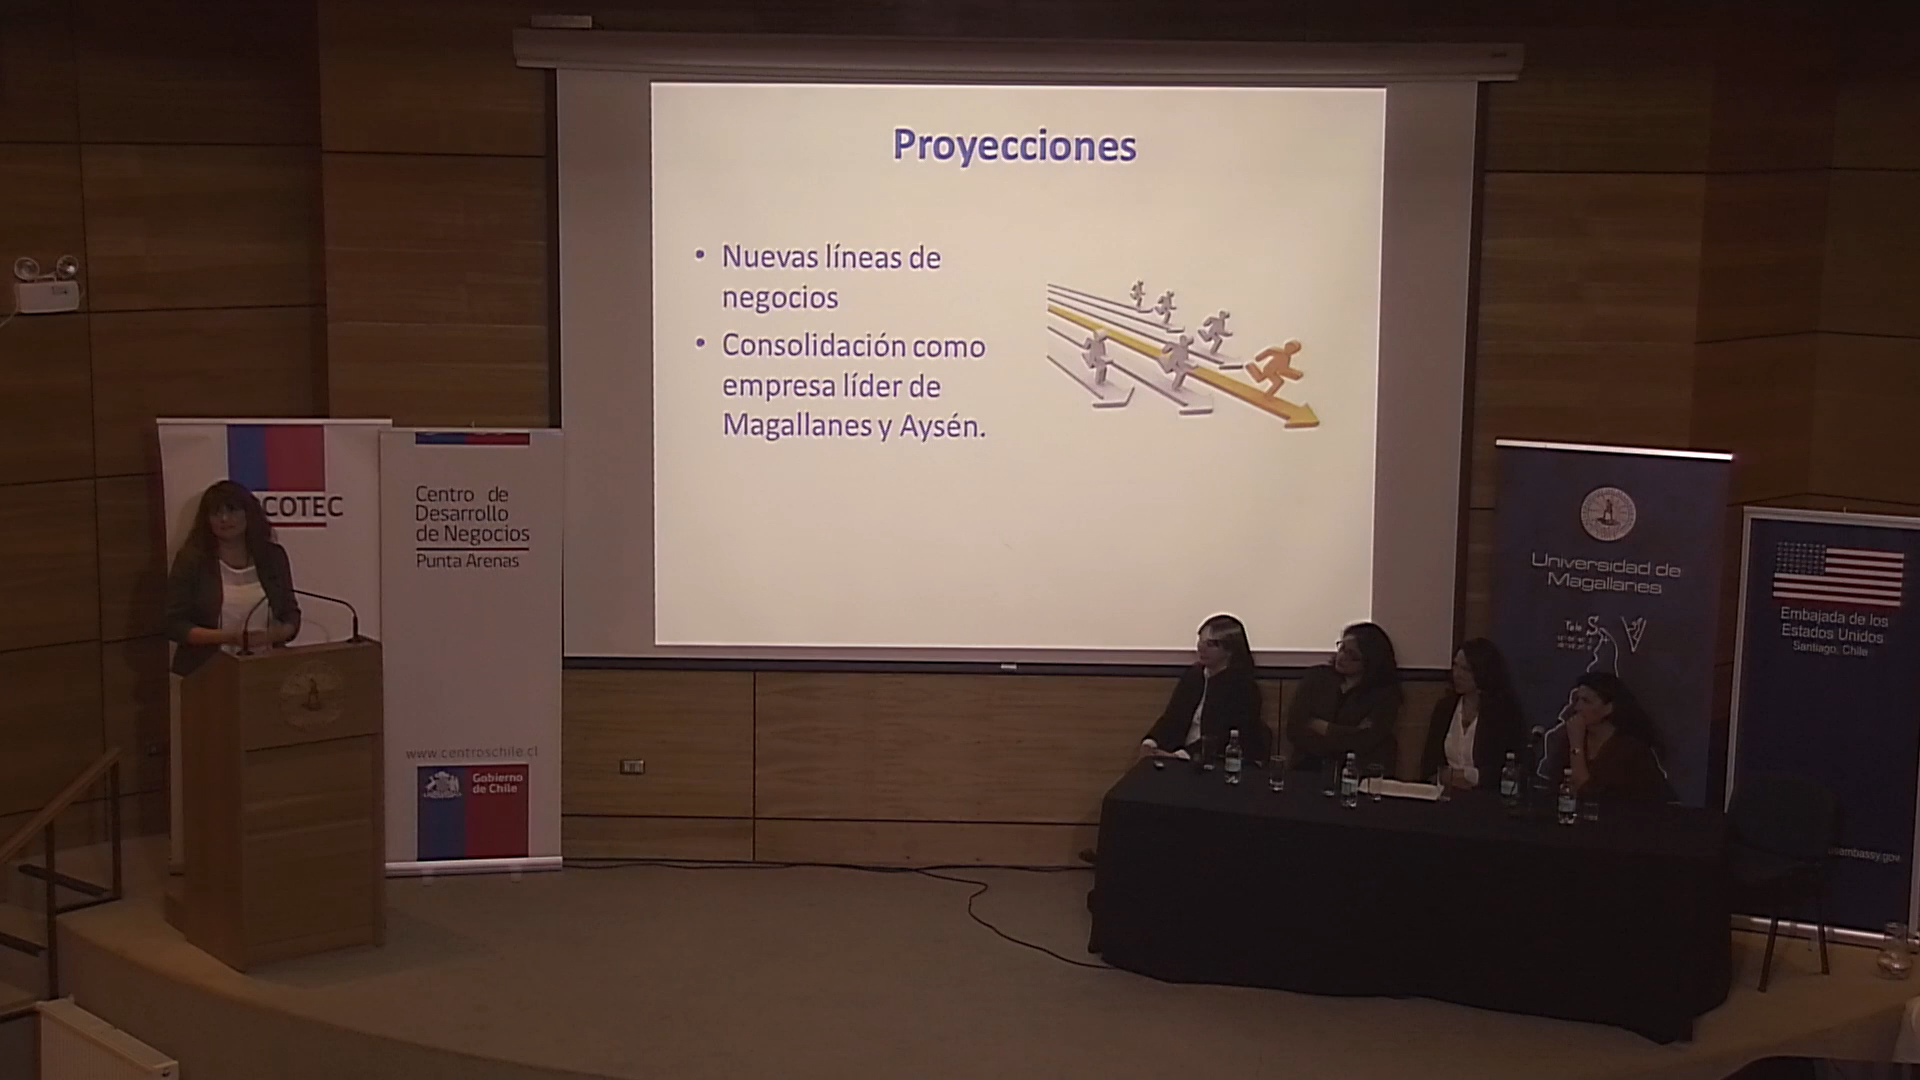 Proyecciones
• Nuevas líneas de
negocios
• Consolidación como
empresa líder de
Magallanes y Aysén.
COTEC
Centro de
Desarrollo
de Negocios
Punta Arenas
www.centroschile.cl
Gobierno
de Chile
Universidad de
Magallanes
Embajada de los
Estados Unidos
Santiago, Chile